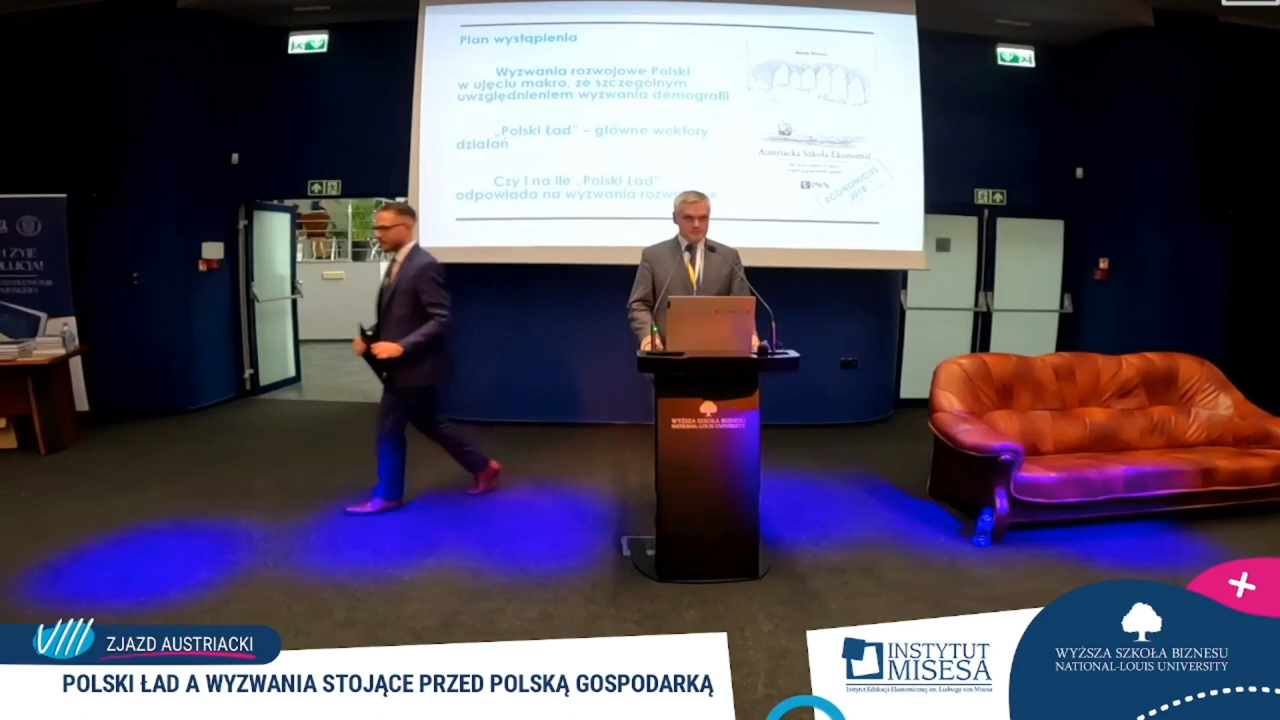 Plan wystąpienia
Wyzwania rozwojowe Polski
w ujęciu makro, ze szczególnym
uwzględnieniem wyzwania demografii
„Polski Ład” – główne wektory
działań
Czy i na ile „Polski Ład”
odpowiada na wyzwania
Austriacka Szkoła Ekonomii
PWN
ECONOMICUS
2018
WYŻSZA SZKOŁA BIZNESU
NATIONAL-LOUIS UNIVERSITY
VIII ZJAZD AUSTRIACKI
POLSKI ŁAD A WYZWANIA STOJĄCE PRZED POLSKĄ GOSPODARKĄ
INSTYTUT
MISESA
Instytut Edukacji Ekonomicznej im. Ludwiga von Misesa
WYŻSZA SZKOŁA BIZNESU
NATIONAL-LOUIS UNIVERSITY